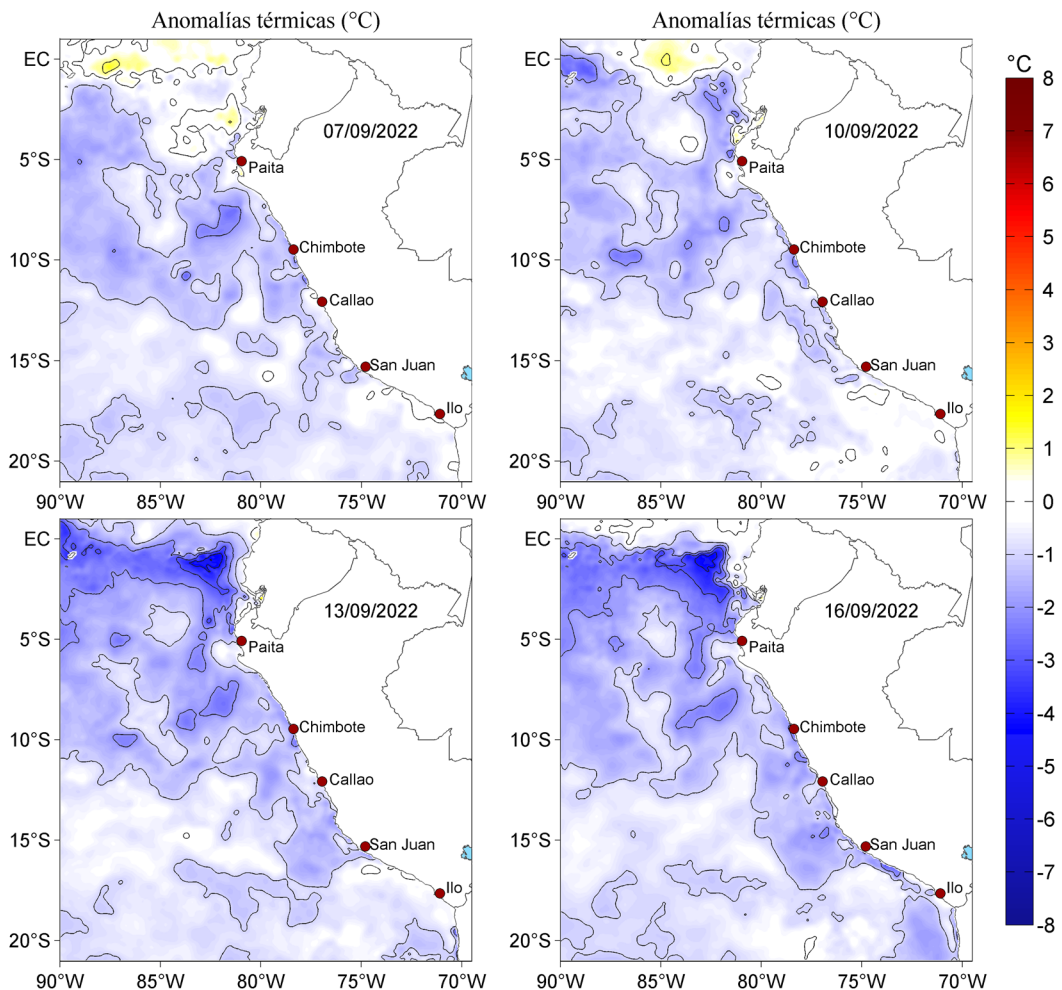 Anomalías térmicas (°C)
Anomalías térmicas (°C)
EC
5°S
10°S
15°S
20°S
90°W
85°W
80°W
75°W
70°W
07/09/2022
Paita
Chimbote
Callao
San Juan
Ilo
EC
5°S
10°S
15°S
20°S
90°W
85°W
80°W
75°W
70°W
10/09/2022
Paita
Chimbote
Callao
San Juan
Ilo
EC
5°S
10°S
15°S
20°S
90°W
85°W
80°W
75°W
70°W
13/09/2022
Paita
Chimbote
Callao
San Juan
Ilo
EC
5°S
10°S
15°S
20°S
90°W
85°W
80°W
75°W
70°W
16/09/2022
Paita
Chimbote
Callao
San Juan
Ilo
°C
8
7
6
5
4
3
2
1
0
-1
-2
-3
-4
-5
-6
-7
-8